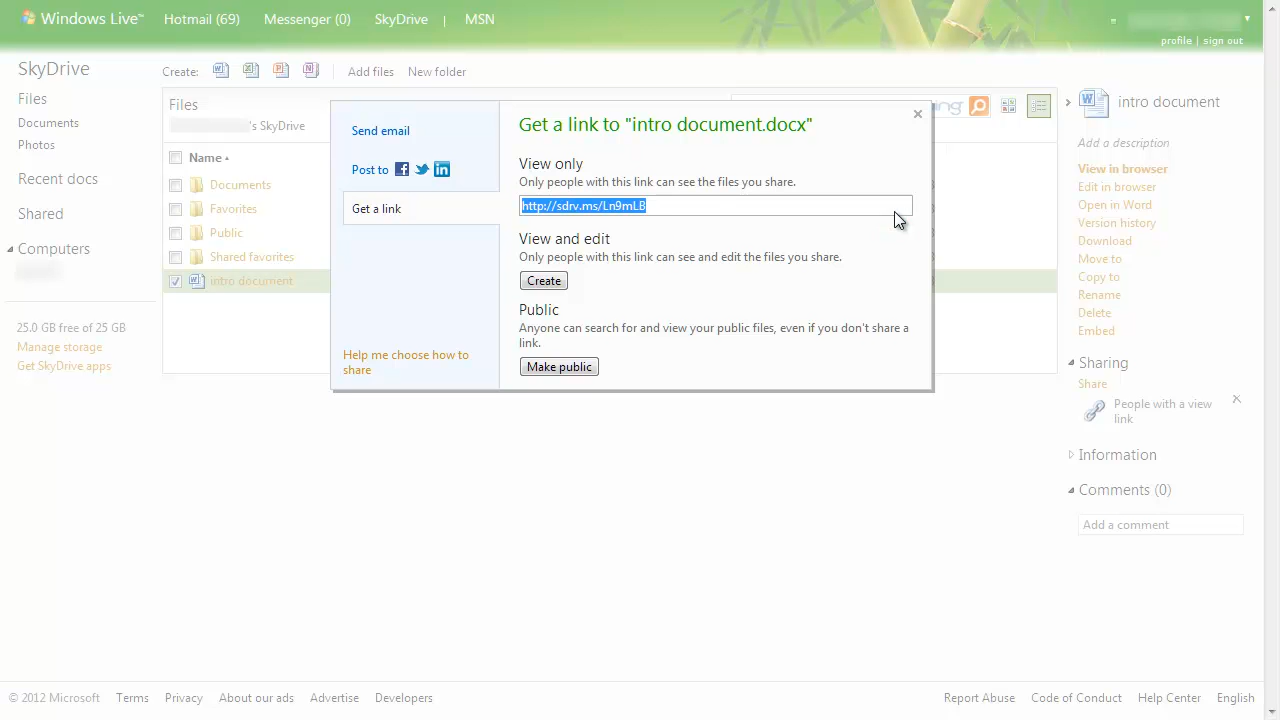 Windows Live™ Hotmail (69) Messenger (0) SkyDrive | MSN
profile | sign out
SkyDrive
Create: Add files New folder
Files
Documents
Photos
Recent docs
Shared
Computers
25.0 GB free of 25 GB
Manage storage
Get SkyDrive apps
Files
's SkyDrive
Name
Documents
Favorites
Public
Shared favorites
intro document
Send email
Post to
Get a link
Help me choose how to
share
Get a link to "intro document.docx"
View only
Only people with this link can see the files you share.
http://sdrv.ms/Ln9mLB
View and edit
Only people with this link can see and edit the files you share.
Create
Public
Anyone can search for and view your public files, even if you don't share a
link.
Make public
intro document
Add a description
View in browser
Edit in browser
Open in Word
Version history
Download
Move to
Copy to
Rename
Delete
Embed
Sharing
Share
People with a view
link
Information
Comments (0)
Add a comment
© 2012 Microsoft Terms Privacy About our ads Advertise Developers
Report Abuse Code of Conduct Help Center English